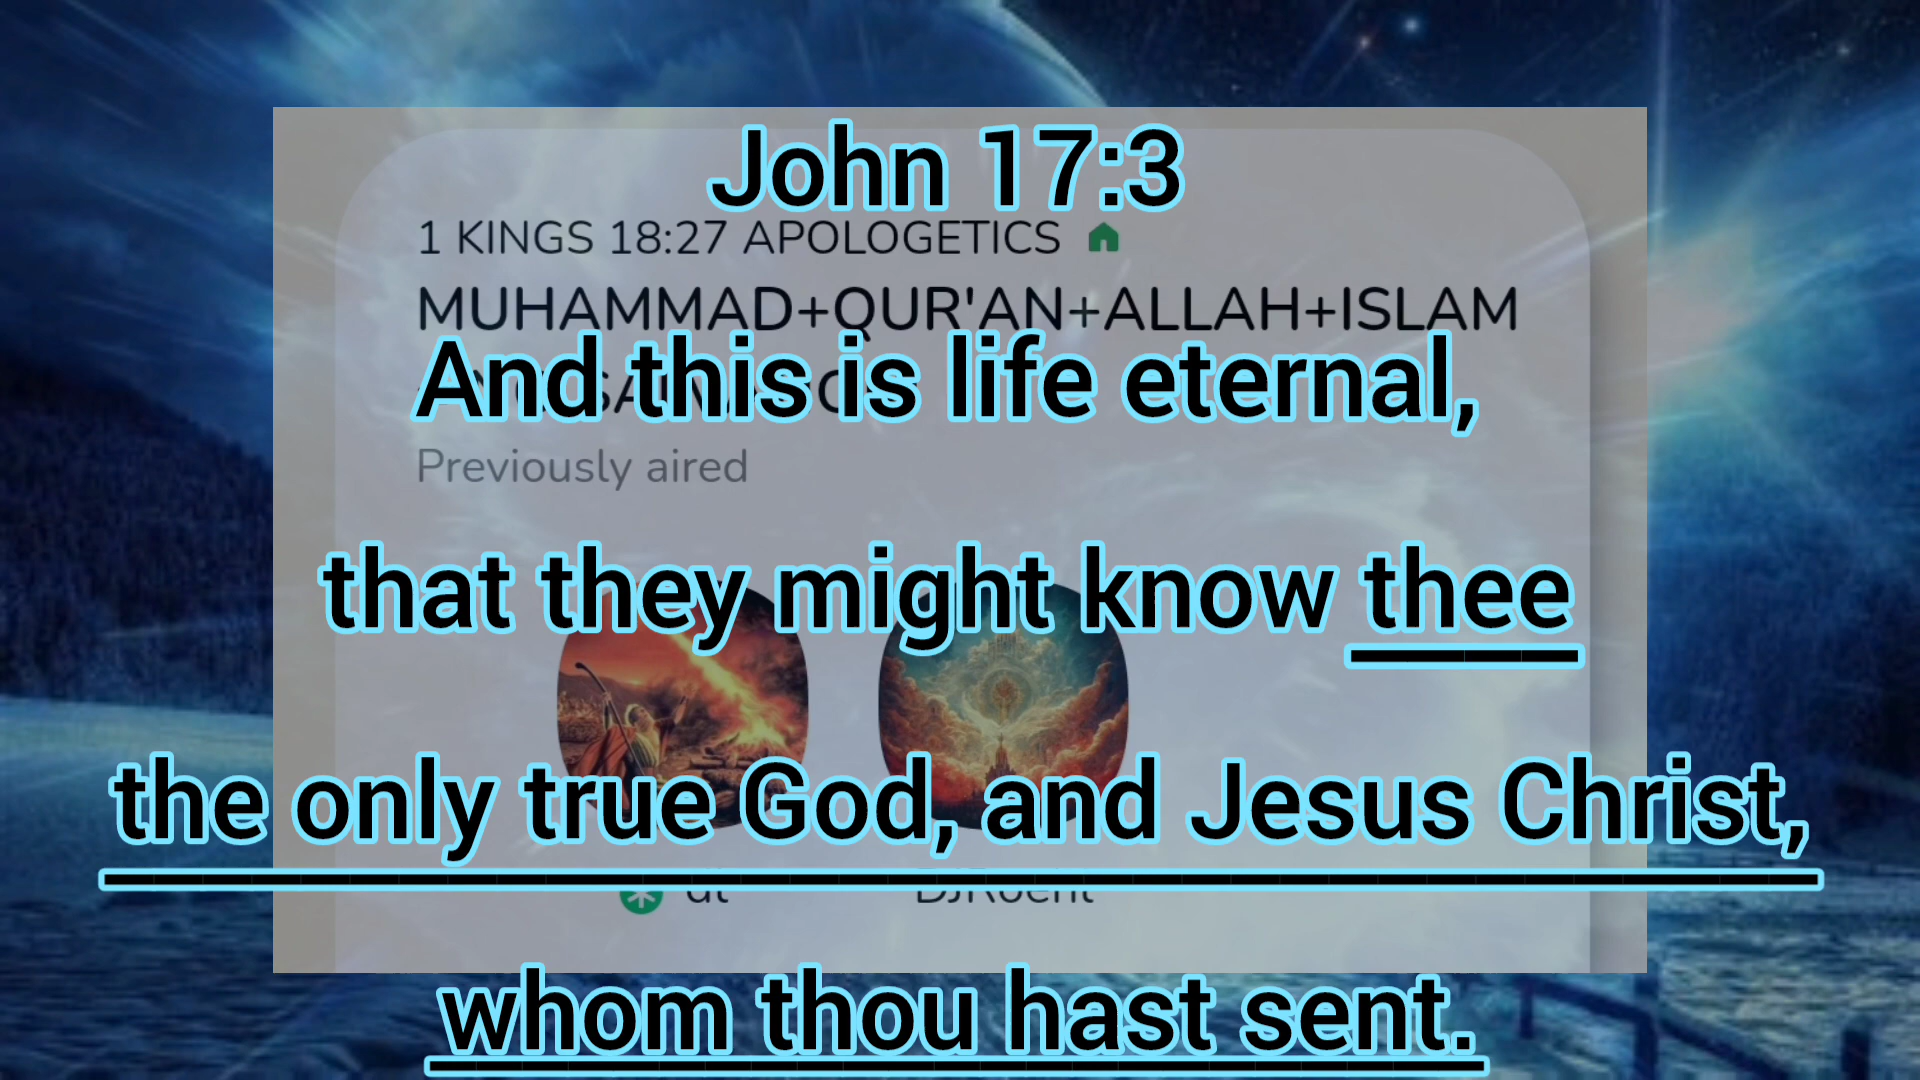 John 17:3
1 KINGS 18:27 APOLOGETICS
MUHAMMAD+QUR'AN+ALLAH+ISLAM
And this is life eternal,
Previously aired
that they might know thee
the only true God, and Jesus Christ,
DJRoent
whom thou hast sent.